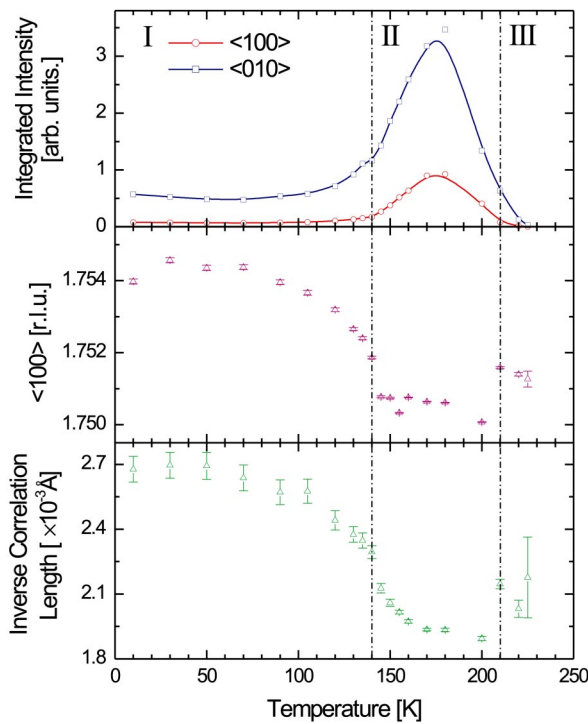 I II III
<100>
<010>
Integrated Intensity
[arb. units.]
3
2
1
0
<100> [r.l.u.]
1.754
1.752
1.750
Inverse Correlation
Length [ ×10⁻³Å]
2.7
2.4
2.1
1.8
0 50 100 150 200 250
Temperature [K]